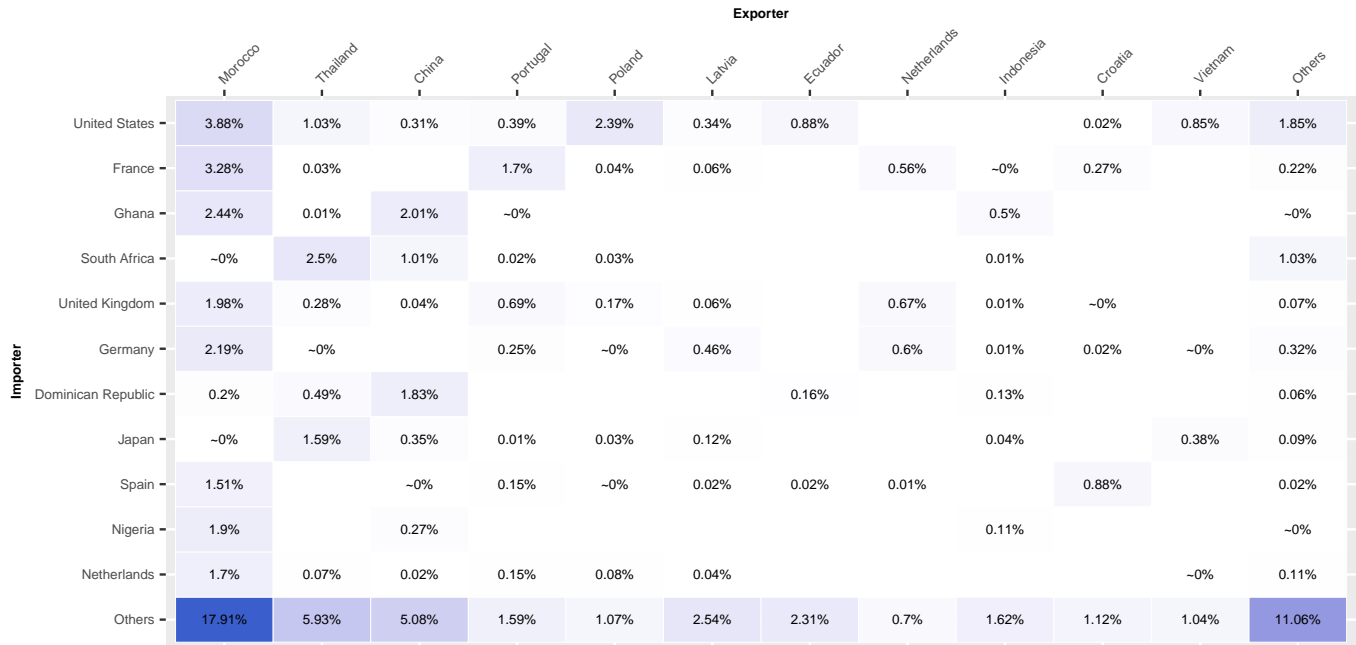 Exporter
Morocco Thailand China Portugal Poland Latvia Ecuador Netherlands Indonesia Croatia Vietnam Others
United States 3.88% 1.03% 0.31% 0.39% 2.39% 0.34% 0.88% 0.02% 0.85% 1.85%
France 3.28% 0.03% 1.7% 0.04% 0.06% 0.56% ~0% 0.27% 0.22%
Ghana 2.44% 0.01% 2.01% ~0% 0.5% ~0%
South Africa ~0% 2.5% 1.01% 0.02% 0.03% 0.01% 1.03%
United Kingdom 1.98% 0.28% 0.04% 0.69% 0.17% 0.06% 0.67% 0.01% ~0% 0.07%
Germany 2.19% ~0% 0.25% ~0% 0.46% 0.6% 0.01% 0.02% ~0% 0.32%
Importer
Dominican Republic 0.2% 0.49% 1.83% 0.16% 0.13% 0.06%
Japan ~0% 1.59% 0.35% 0.01% 0.03% 0.12% 0.04% 0.38% 0.09%
Spain 1.51% ~0% 0.15% ~0% 0.02% 0.02% 0.01% 0.88% 0.02%
Nigeria 1.9% 0.27% 0.11% ~0%
Netherlands 1.7% 0.07% 0.02% 0.15% 0.08% 0.04% ~0% 0.11%
Others 17.91% 5.93% 5.08% 1.59% 1.07% 2.54% 2.31% 0.7% 1.62% 1.12% 1.04% 11.06%